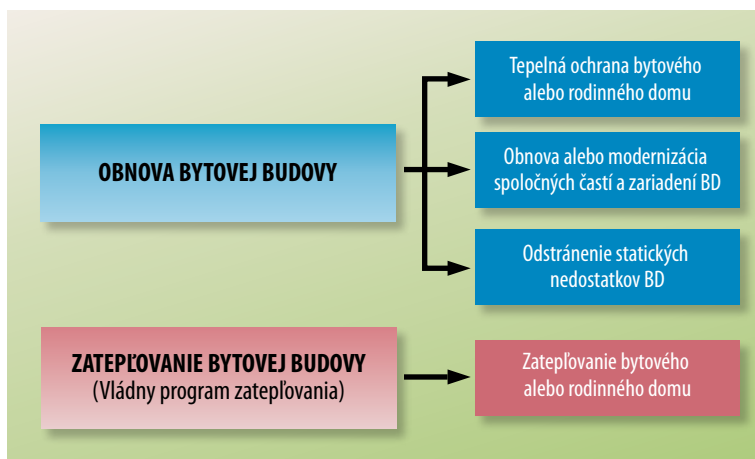 Tepelná ochrana bytového
alebo rodinného domu
OBNOVA BYTOVEJ BUDOVY
Obnova alebo modernizácia
spoločných častí a zariadení BD
Odstránenie statických
nedostatkov BD
ZATEPĽOVANIE BYTOVEJ BUDOVY
(Vládny program zatepľovania)
Zatepľovanie bytového
alebo rodinného domu